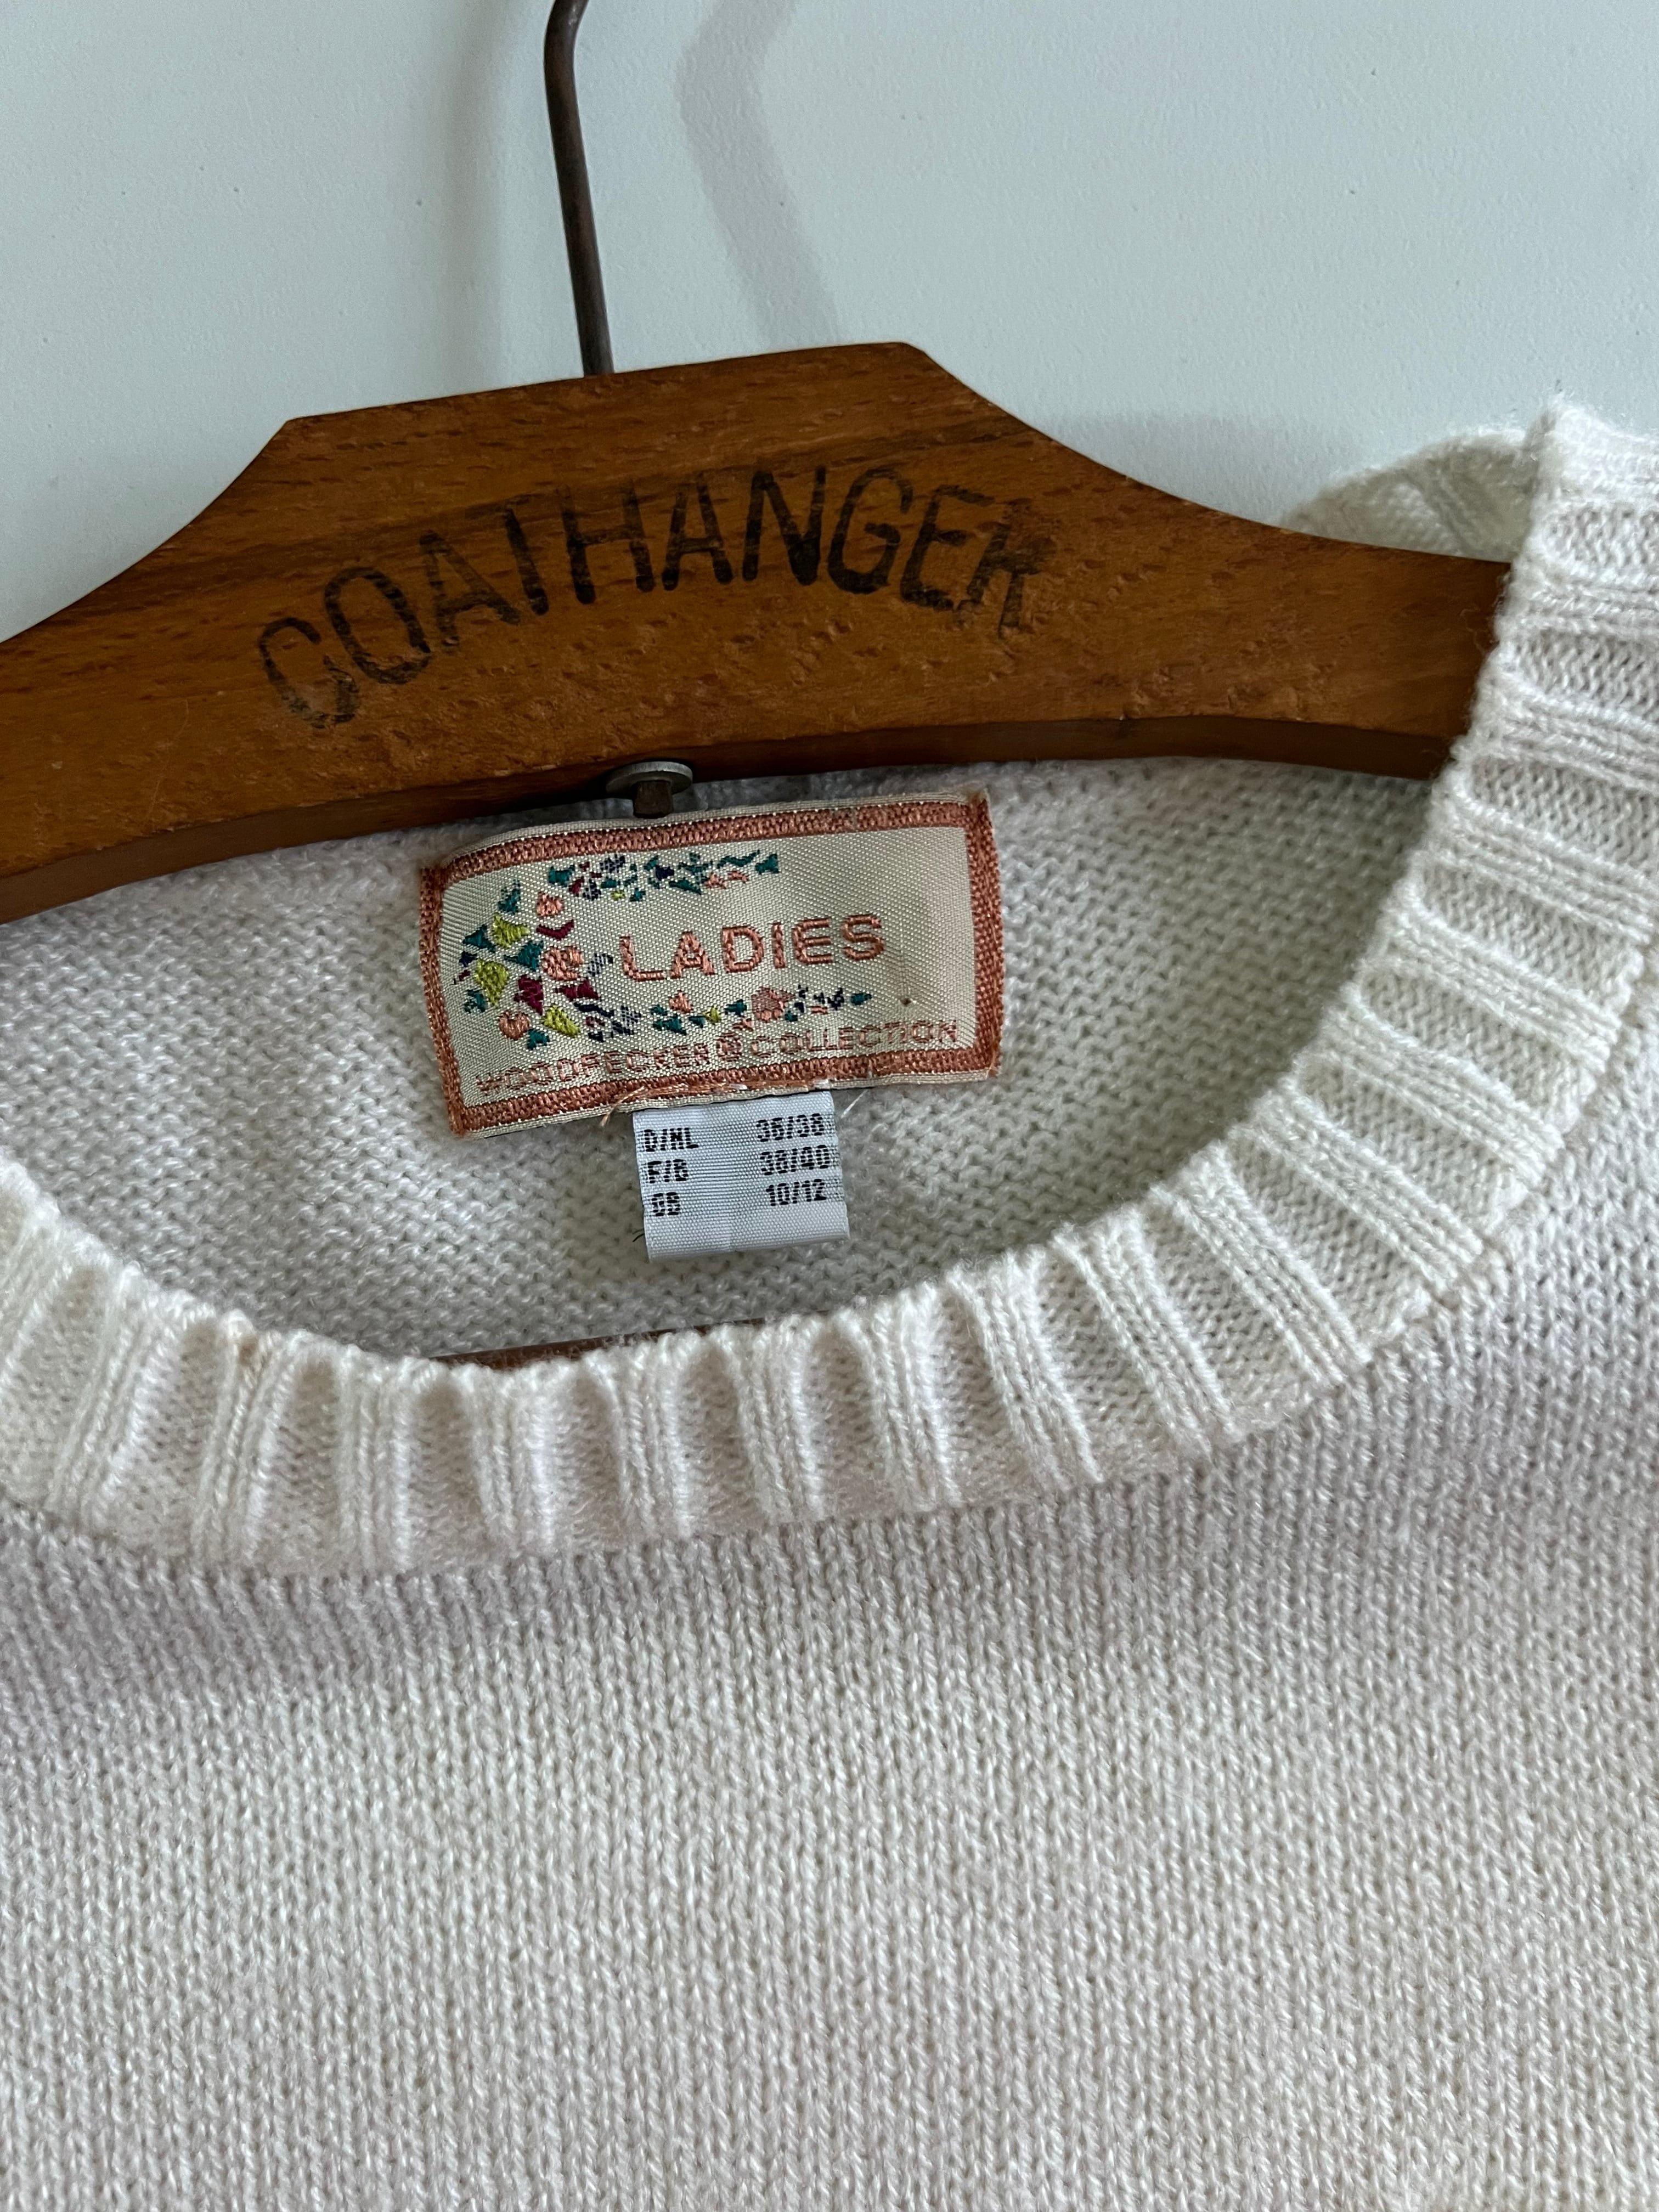 COATHANGER
LADIES
WOODPECKER COLLECTION
D/NL 36/38
F/B 38/40
GB 10/12